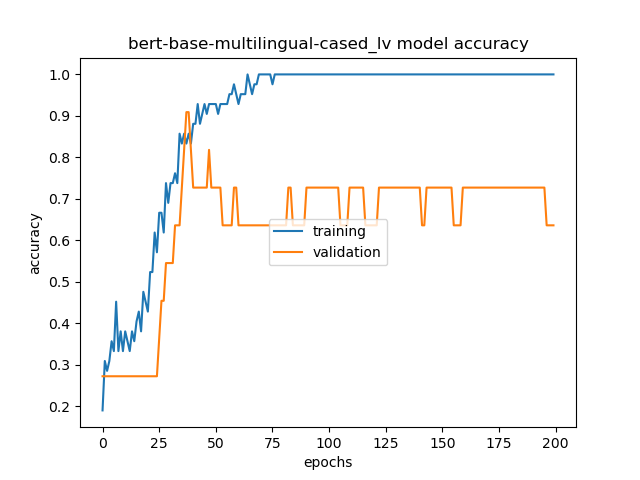 bert-base-multilingual-cased_lv model accuracy
accuracy
1.0
0.9
0.8
0.7
0.6
0.5
0.4
0.3
0.2
training
validation
0 25 50 75 100 125 150 175 200
epochs